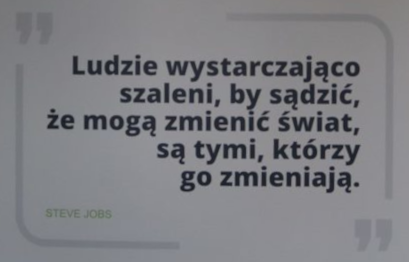 Ludzie wystarczająco
szaleni, by sądzić,
że mogą zmienić świat,
są tymi, którzy
go zmieniają.
STEVE JOBS